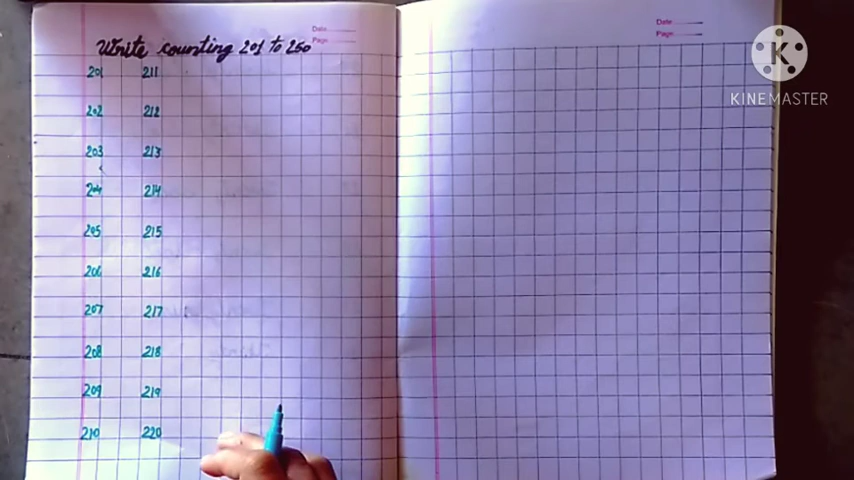 Date
Page
Write counting 201 to 250
201 211
202 212
203 213
204 214
205 215
206 216
207 217
208 218
209 219
210 220
Date
Page
K
KINEMASTER